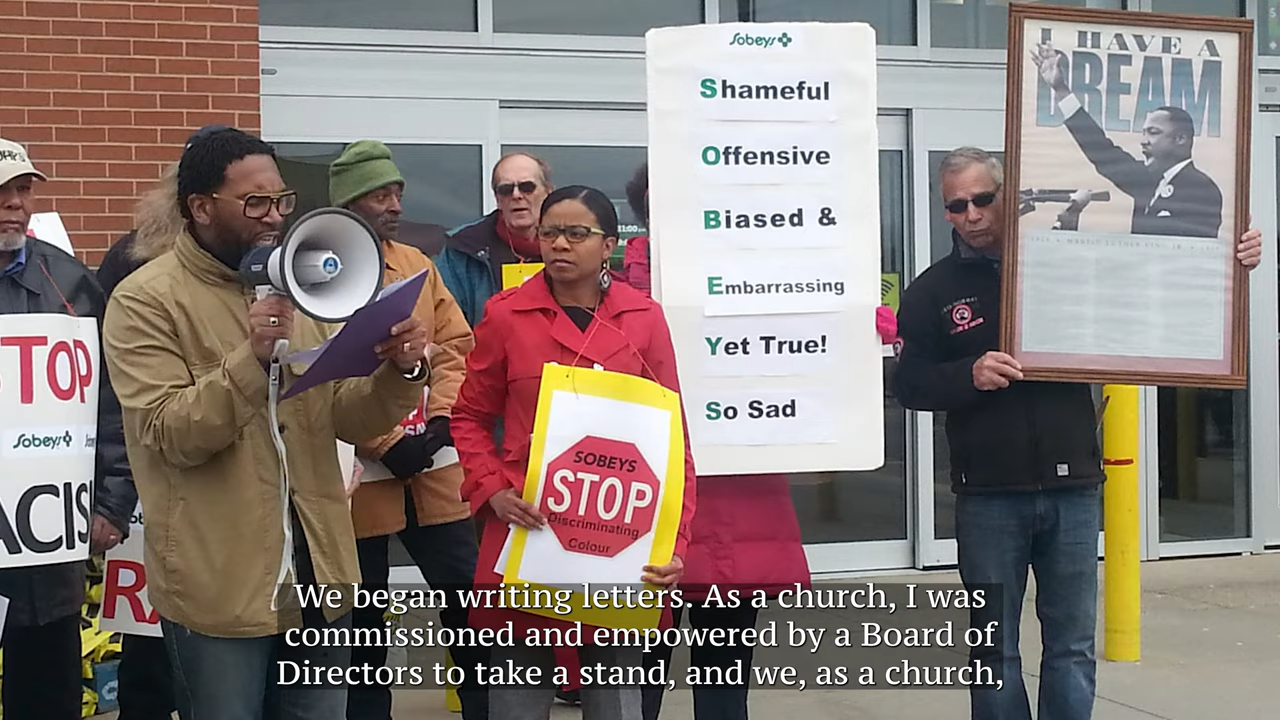 Sobeys
Shameful
Offensive
Biased &
Embarrassing
Yet True!
So Sad
I HAVE A
DREAM
TOP
Sobeys
ACIS
RA
SOBEYS
STOP
Discriminating
Colour
We began writing letters. As a church, I was
commissioned and empowered by a Board of
Directors to take a stand, and we, as a church,